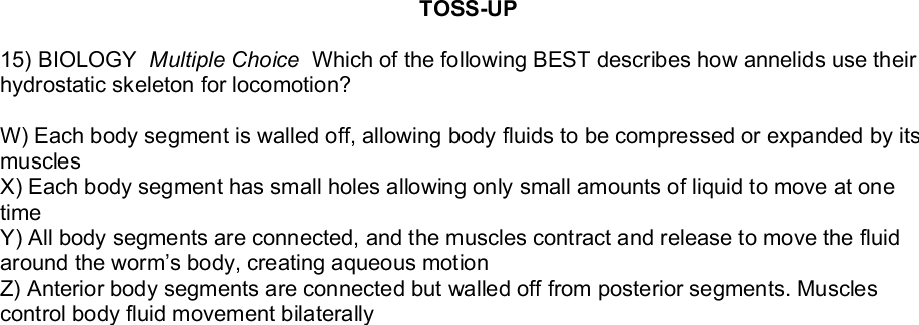 TOSS-UP
15) BIOLOGY Multiple Choice Which of the following BEST describes how annelids use their
hydrostatic skeleton for locomotion?
W) Each body segment is walled off, allowing body fluids to be compressed or expanded by its
muscles
X) Each body segment has small holes allowing only small amounts of liquid to move at one
time
Y) All body segments are connected, and the muscles contract and release to move the fluid
around the worm’s body, creating aqueous motion
Z) Anterior body segments are connected but walled off from posterior segments. Muscles
control body fluid movement bilaterally